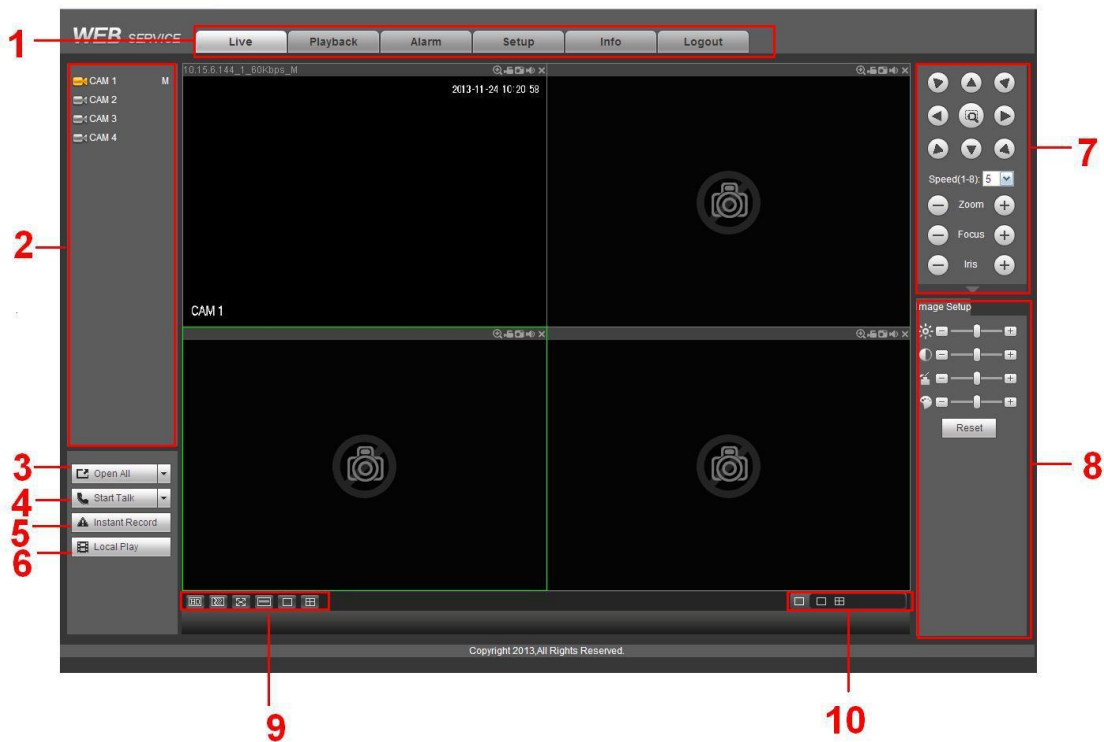 WEB SERVICE
Live
Playback
Alarm
Setup
Info
Logout
1
CAM 1 M
CAM 2
CAM 3
CAM 4
2
10.15.6.144_1_60Kbps_M
2013-11-24 10:20:58
CAM 1
Speed(1-8): 5
Zoom
Focus
Iris
7
mage Setup
Reset
8
3
Open All
4
Start Talk
5
Instant Record
6
Local Play
HD
9
10
Copyright 2013,All Rights Reserved.